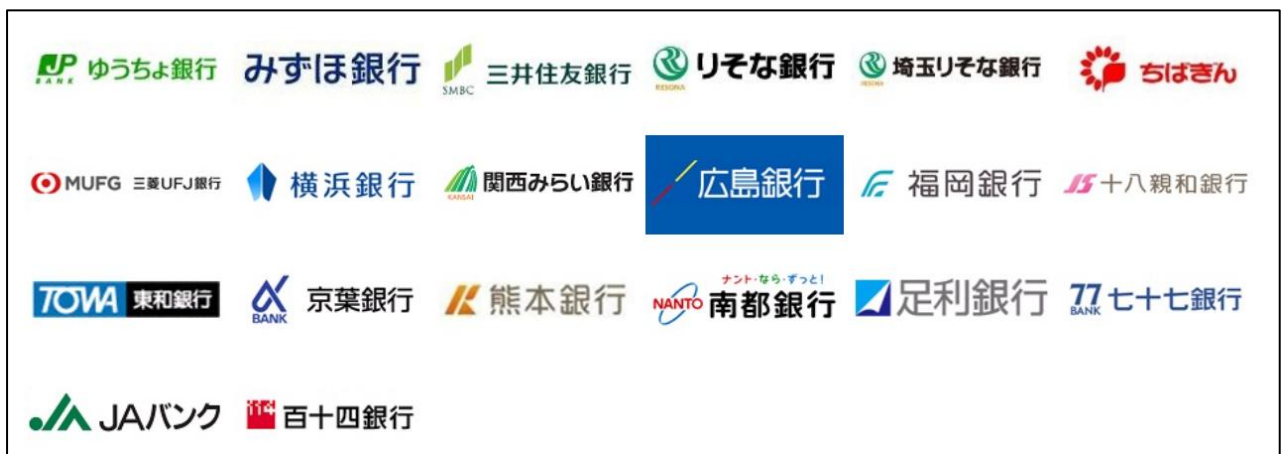 JP BANK ゆうちょ銀行
みずほ銀行
SMBC 三井住友銀行
RESONA りそな銀行
RESONA 埼玉りそな銀行
ちばぎん
MUFG 三菱UFJ銀行
横浜銀行
KANSAI 関西みらい銀行
広島銀行
福岡銀行
十八親和銀行
TOWA 東和銀行
BANK 京葉銀行
熊本銀行
ナント・なら・ずっと!
NANTO 南都銀行
足利銀行
77 BANK 七十七銀行
JAバンク
114 百十四銀行